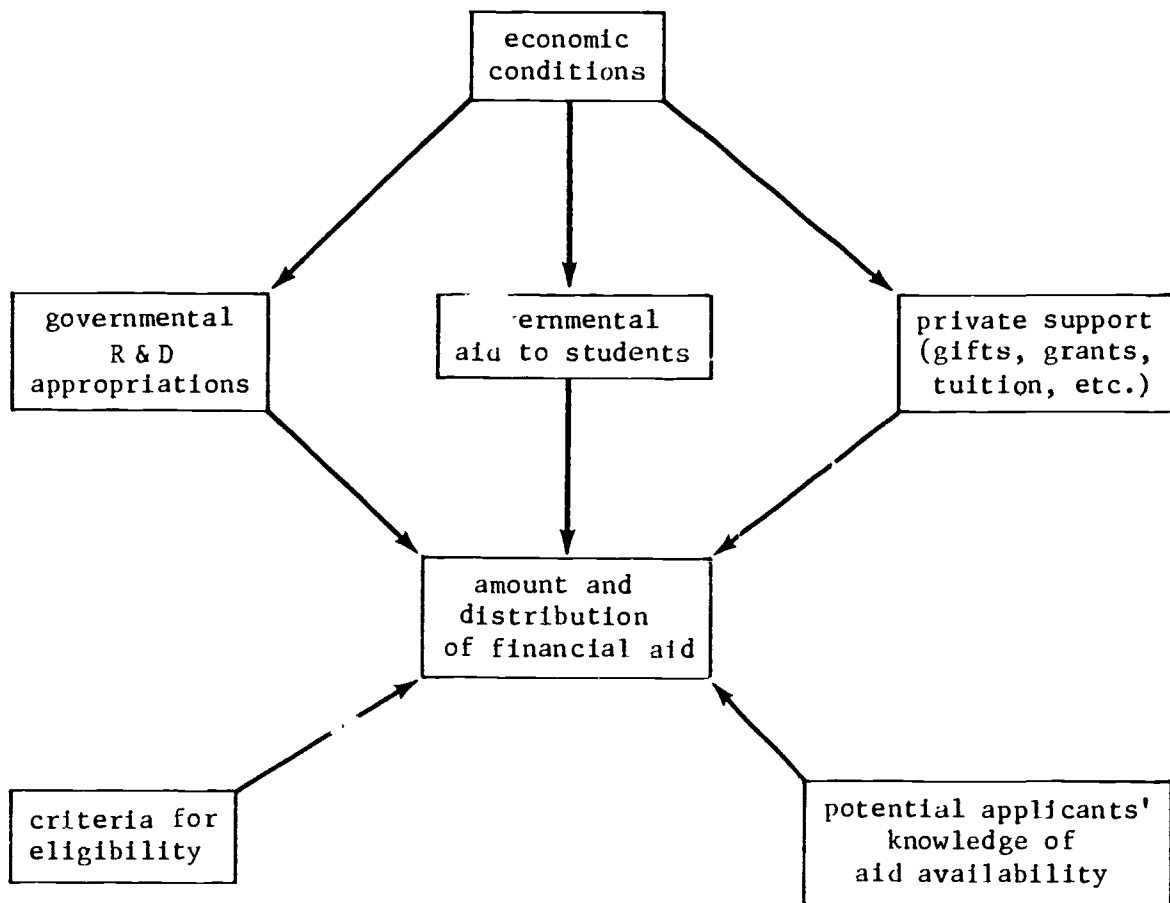 economic
conditions
governmental
R & D
appropriations
ernmental
aid to students
private support
(gifts, grants,
tuition, etc.)
amount and
distribution
of financial aid
criteria for
eligibility
potential applicants'
knowledge of
aid availability